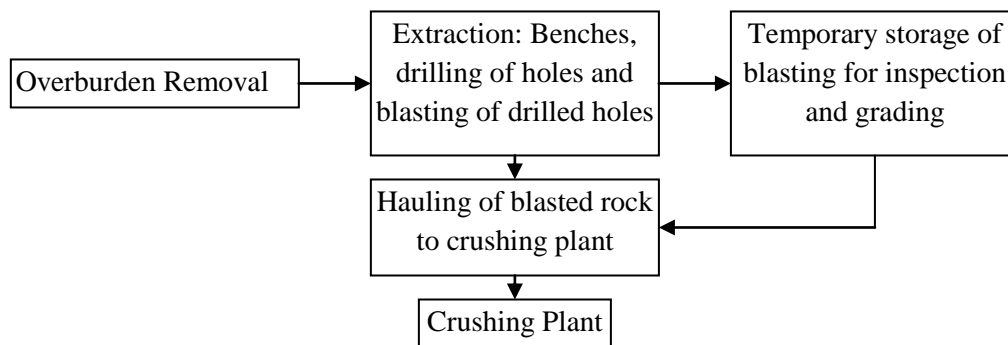 Overburden Removal
Extraction: Benches,
drilling of holes and
blasting of drilled holes
Temporary storage of
blasting for inspection
and grading
Hauling of blasted rock
to crushing plant
Crushing Plant